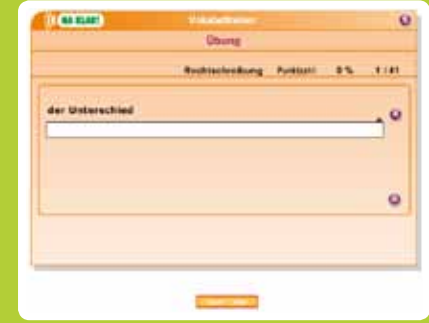 NA KLAR!
Vokabeltrainer
Übung
Rechtschreibung Punktzahl 0 % 1 / 41
der Unterschied